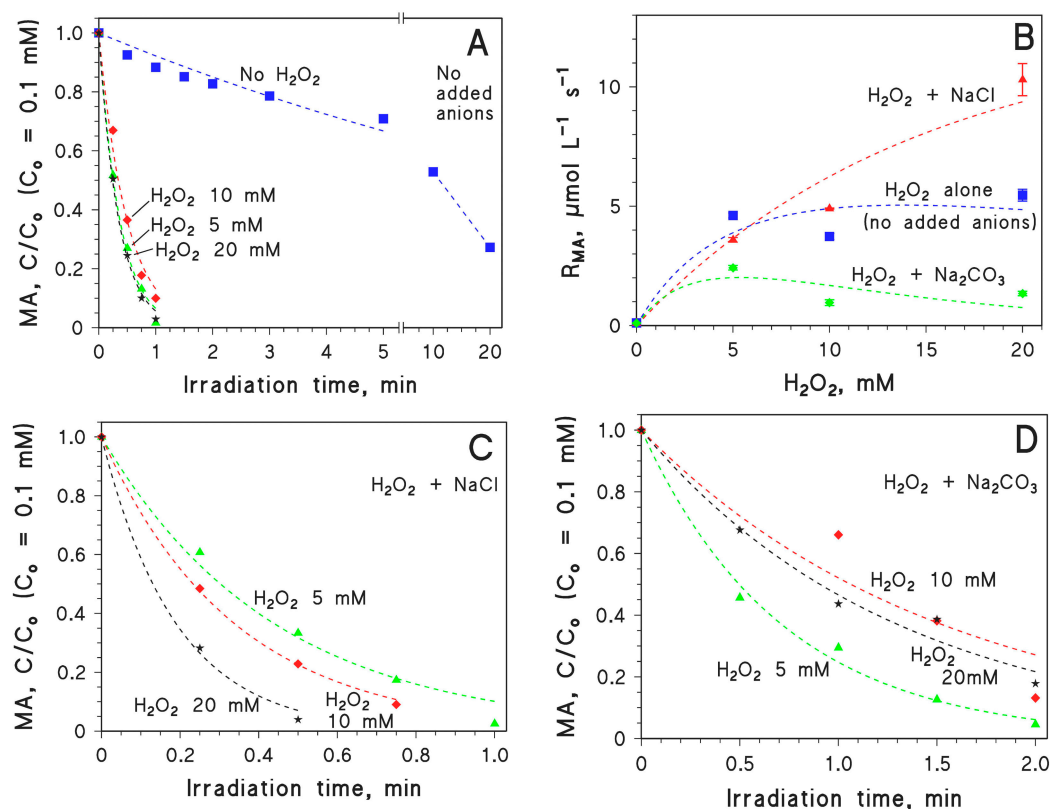 A
MA, C/C₀ (C₀ = 0.1 mM)
1.0
0.8
0.6
0.4
0.2
0
No H₂O₂
No
added
anions
H₂O₂ 10 mM
H₂O₂ 5 mM
H₂O₂ 20 mM
0 1 2 3 4 5 10 20
Irradiation time, min
B
R_MA, µmol L⁻¹ s⁻¹
10
5
0
H₂O₂ + NaCl
H₂O₂ alone
(no added anions)
H₂O₂ + Na₂CO₃
0 5 10 15 20
H₂O₂, mM
C
MA, C/C₀ (C₀ = 0.1 mM)
1.0
0.8
0.6
0.4
0.2
0
H₂O₂ + NaCl
H₂O₂ 5 mM
H₂O₂ 20 mM
H₂O₂
10 mM
0 0.2 0.4 0.6 0.8 1.0
Irradiation time, min
D
MA, C/C₀ (C₀ = 0.1 mM)
1.0
0.8
0.6
0.4
0.2
0
H₂O₂ + Na₂CO₃
H₂O₂ 10 mM
H₂O₂ 5 mM
H₂O₂
20mM
0.0 0.5 1.0 1.5 2.0
Irradiation time, min